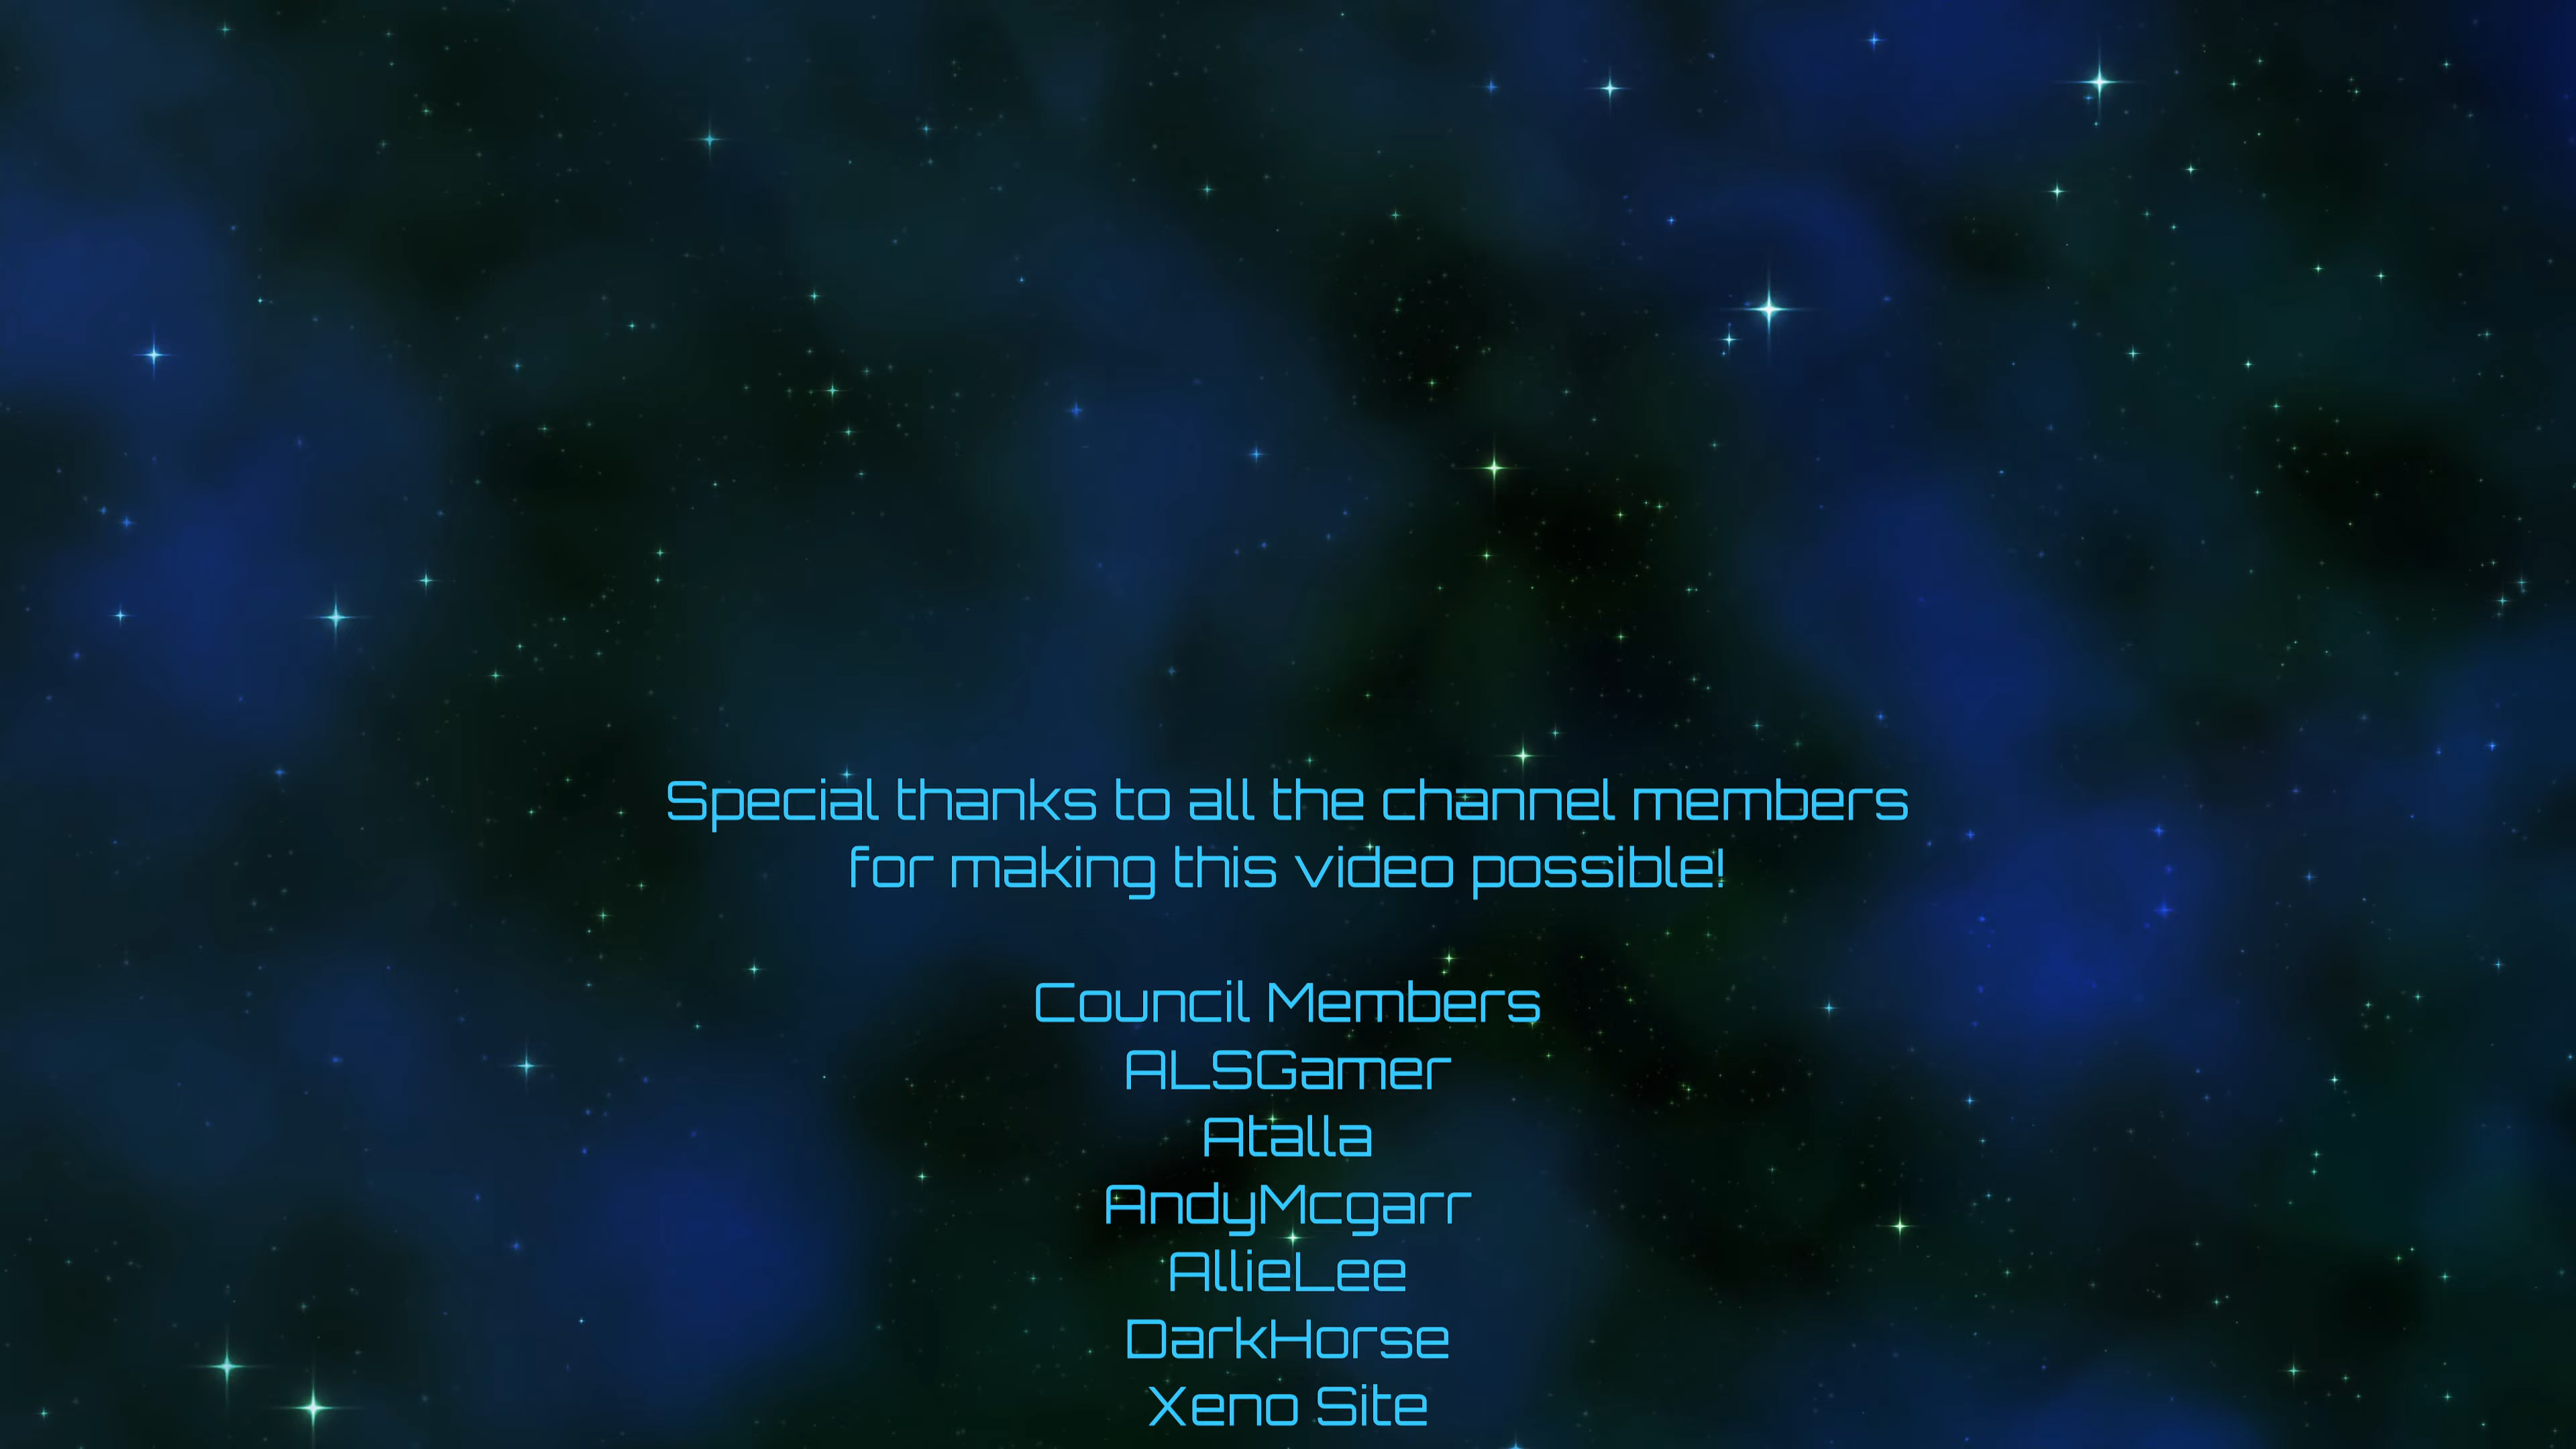 Special thanks to all the channel members
for making this video possible!
Council Members
ALSGamer
Atalla
AndyMcgarr
AllieLee
DarkHorse
Xeno Site